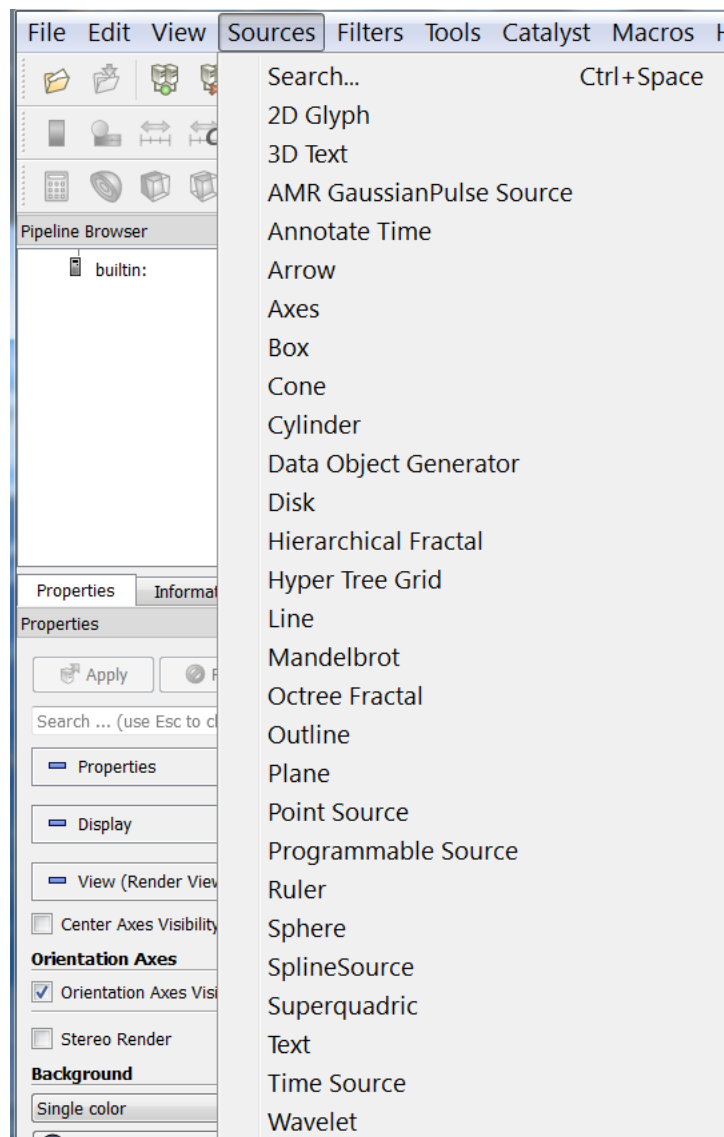 File Edit View Sources Filters Tools Catalyst Macros
Search... Ctrl+Space
2D Glyph
3D Text
AMR GaussianPulse Source
Annotate Time
Arrow
Axes
Box
Cone
Cylinder
Data Object Generator
Disk
Hierarchical Fractal
Hyper Tree Grid
Line
Mandelbrot
Octree Fractal
Outline
Plane
Point Source
Programmable Source
Ruler
Sphere
SplineSource
Superquadric
Text
Time Source
Wavelet
Pipeline Browser
builtin:
Properties Informat
Properties
Apply
Search ... (use Esc to cl
Properties
Display
View (Render View
Center Axes Visibility
Orientation Axes
Orientation Axes Visi
Stereo Render
Background
Single color